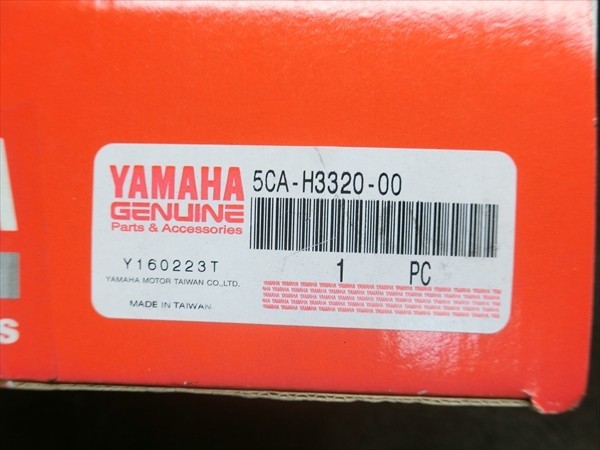 YAMAHA
GENUINE
Parts & Accessories
5CA-H3320-00
Y160223T
1 PC
YAMAHA MOTOR TAIWAN CO.,LTD.
MADE IN TAIWAN